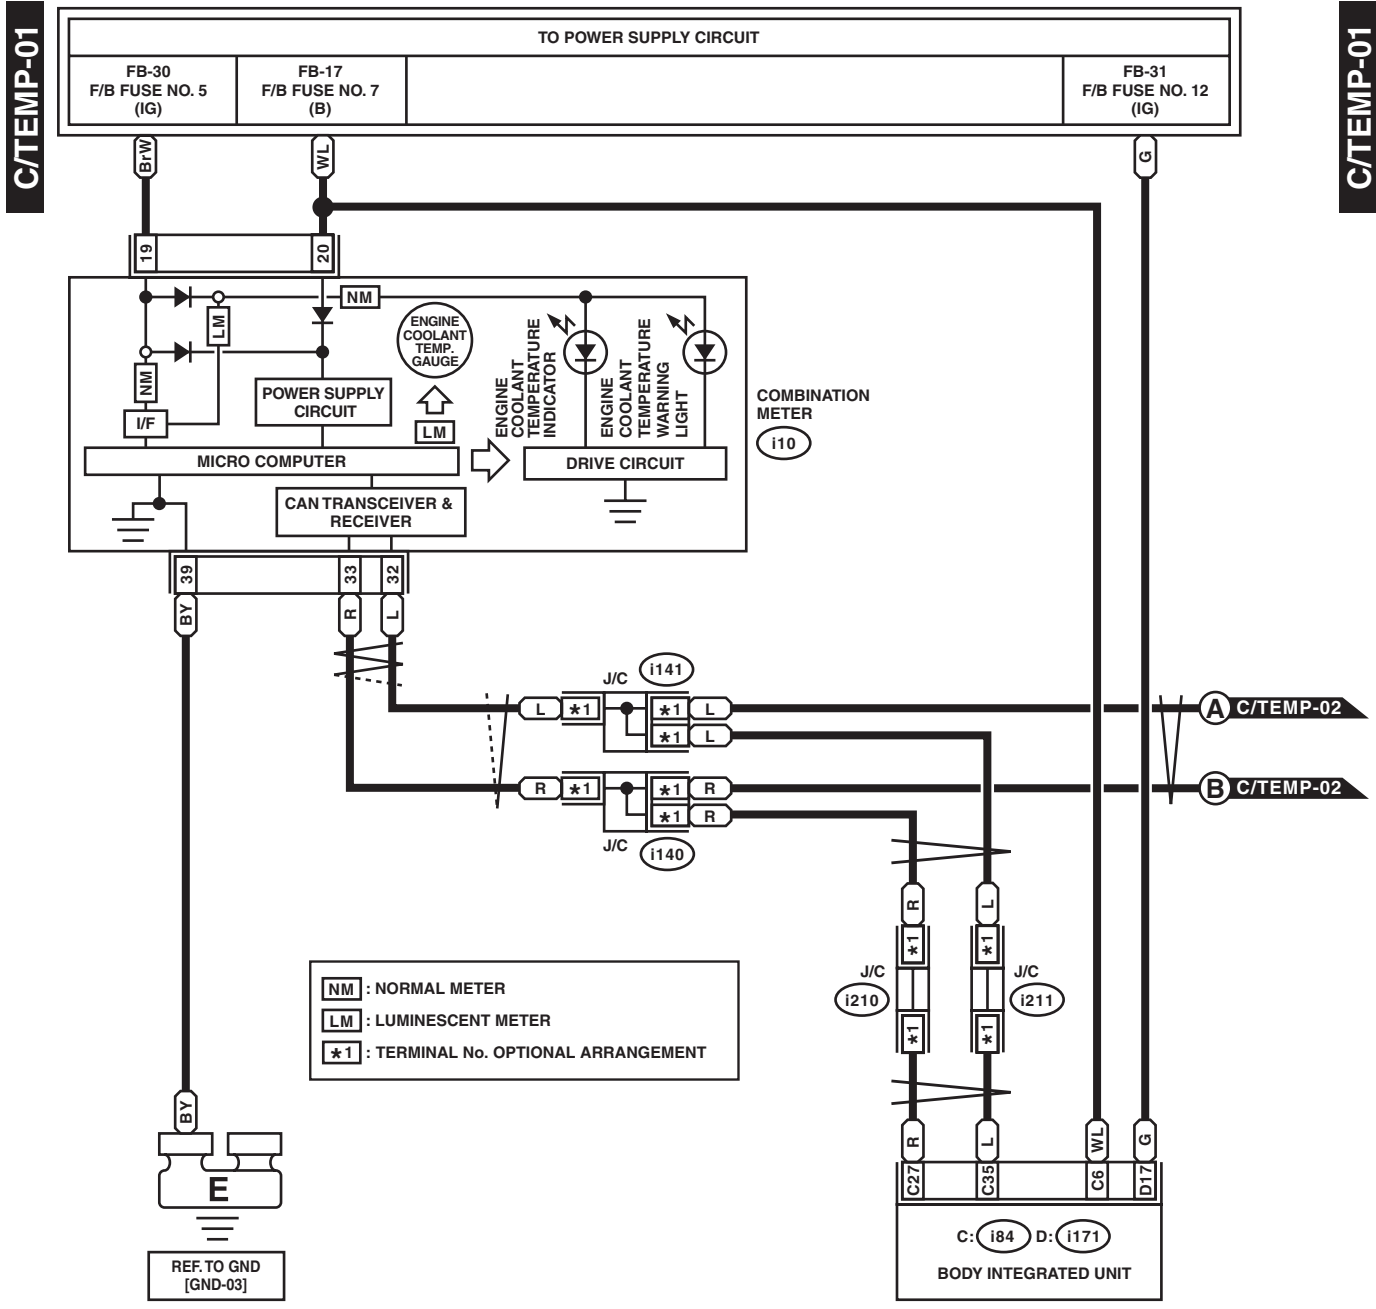 C/TEMP-01
C/TEMP-01
TO POWER SUPPLY CIRCUIT
FB-30
F/B FUSE NO. 5
(IG)
FB-17
F/B FUSE NO. 7
(B)
FB-31
F/B FUSE NO. 12
(IG)
BrW
WL
G
19
20
NM
LM
ENGINE
COOLANT
TEMP.
GAUGE
ENGINE
COOLANT
TEMPERATURE
INDICATOR
ENGINE
COOLANT
TEMPERATURE
WARNING
LIGHT
NM
POWER SUPPLY
CIRCUIT
I/F
LM
COMBINATION
METER
i10
MICRO COMPUTER
DRIVE CIRCUIT
CAN TRANSCEIVER &
RECEIVER
39
33
32
BY
R
L
J/C
i141
L
*1
*1
L
*1
L
A
C/TEMP-02
R
*1
*1
R
*1
R
B
C/TEMP-02
J/C
i140
R
L
*1
*1
J/C
i210
J/C
i211
*1
*1
NM : NORMAL METER
LM : LUMINESCENT METER
*1 : TERMINAL No. OPTIONAL ARRANGEMENT
BY
E
REF. TO GND
[GND-03]
R
L
WL
G
C27
C35
C6
D17
C: i84 D: i171
BODY INTEGRATED UNIT